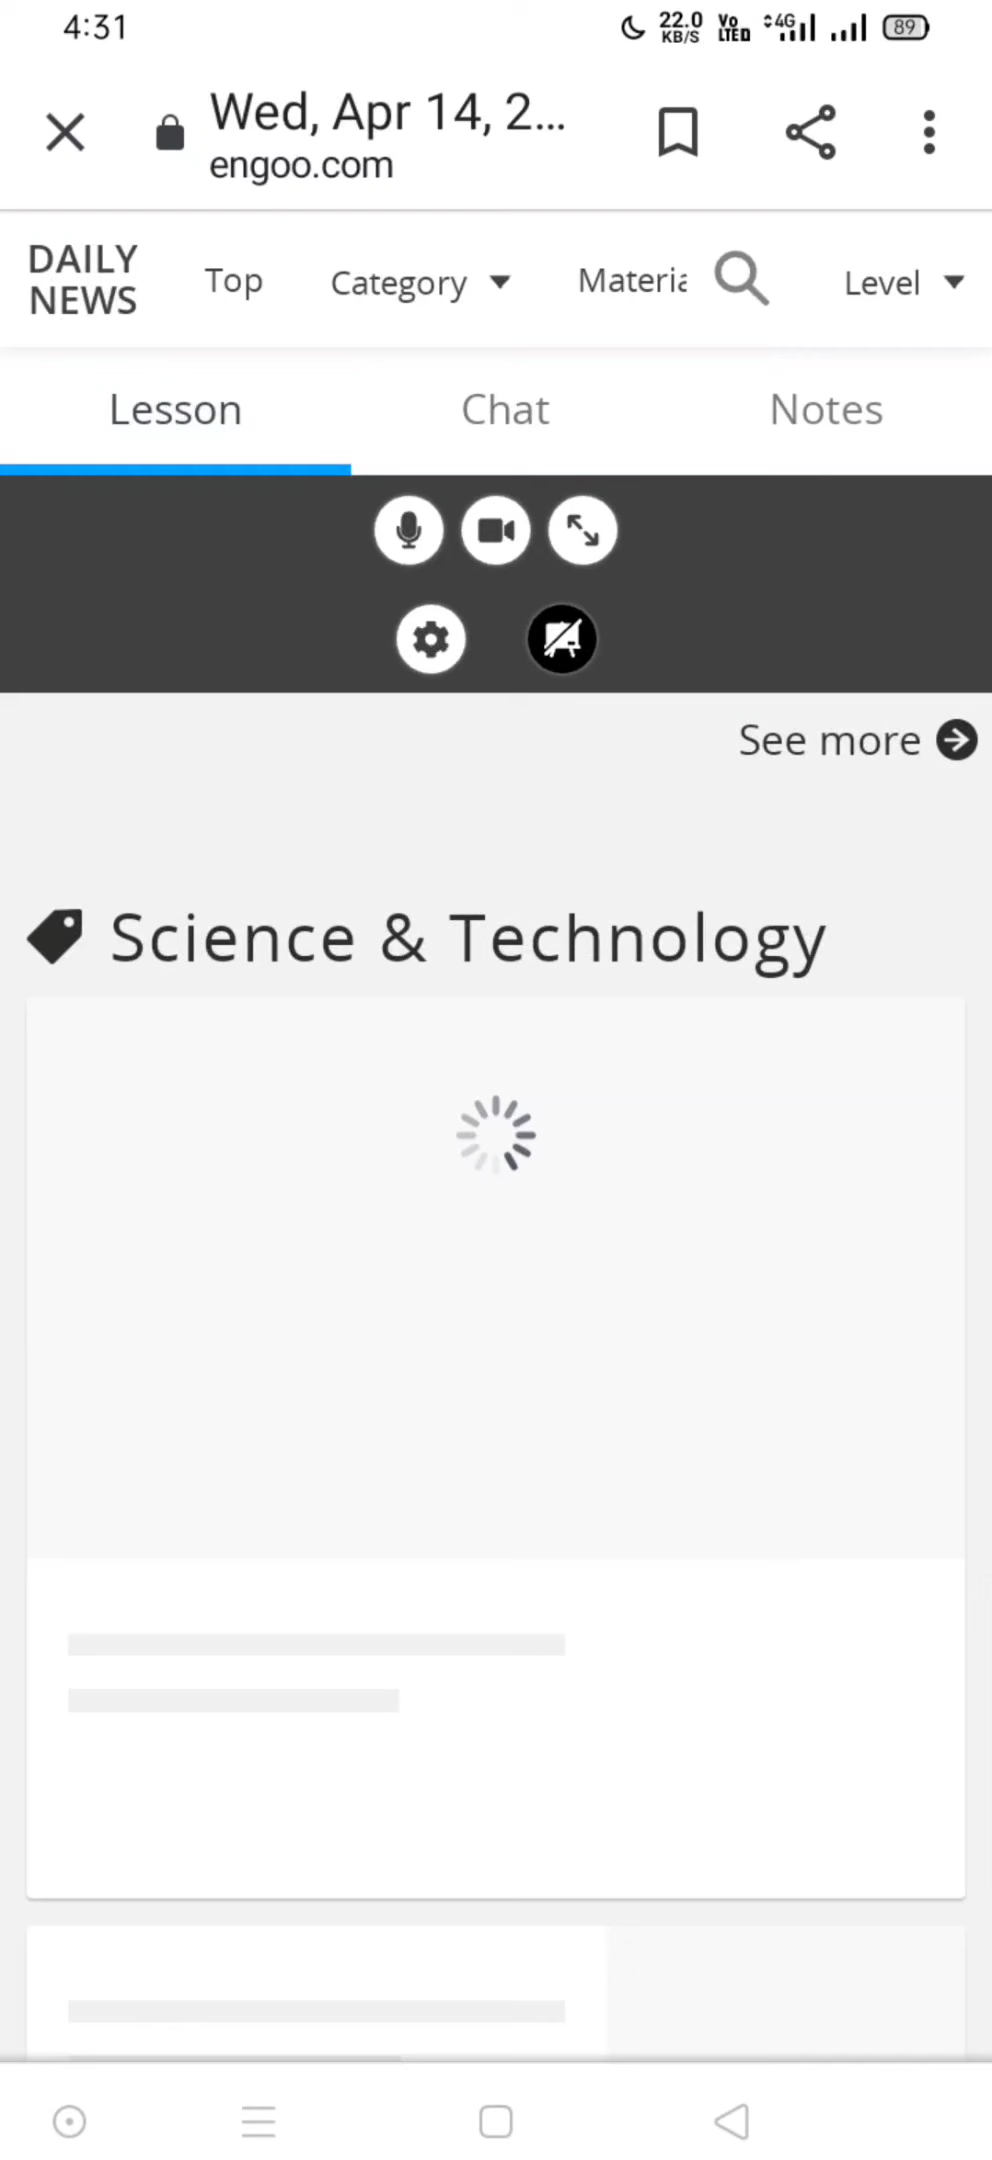 4:31
22.0 KB/S
Vo LTE
4G
89
Wed, Apr 14, 2...
engoo.com
DAILY NEWS
Top
Category
Materia
Level
Lesson
Chat
Notes
See more
Science & Technology